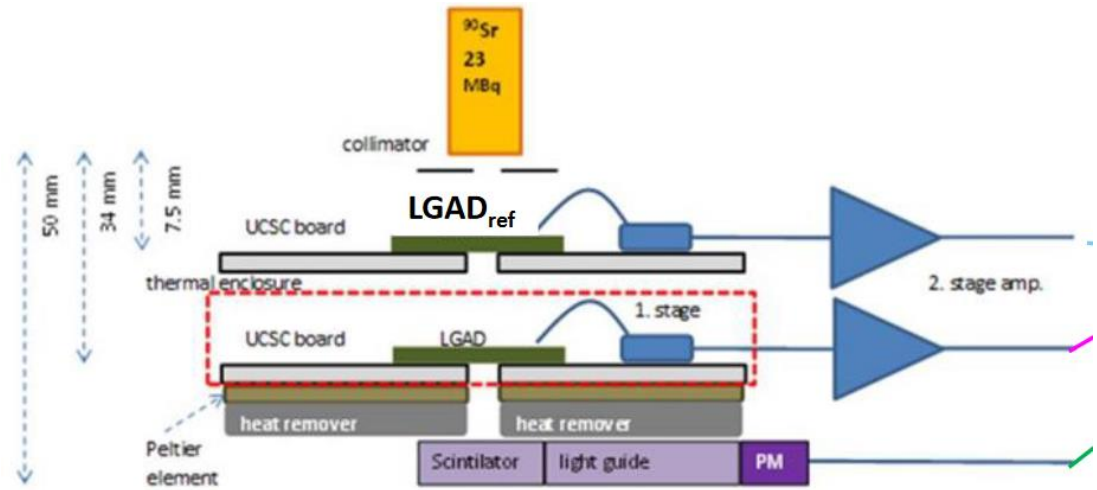 ⁹⁰Sr
23
MBq
collimator
50 mm
34 mm
7.5 mm
LGADref
UCSC board
thermal enclosure
2. stage amp.
1. stage
UCSC board
LGAD
heat remover
heat remover
Peltier
element
Scintilator
light guide
PM